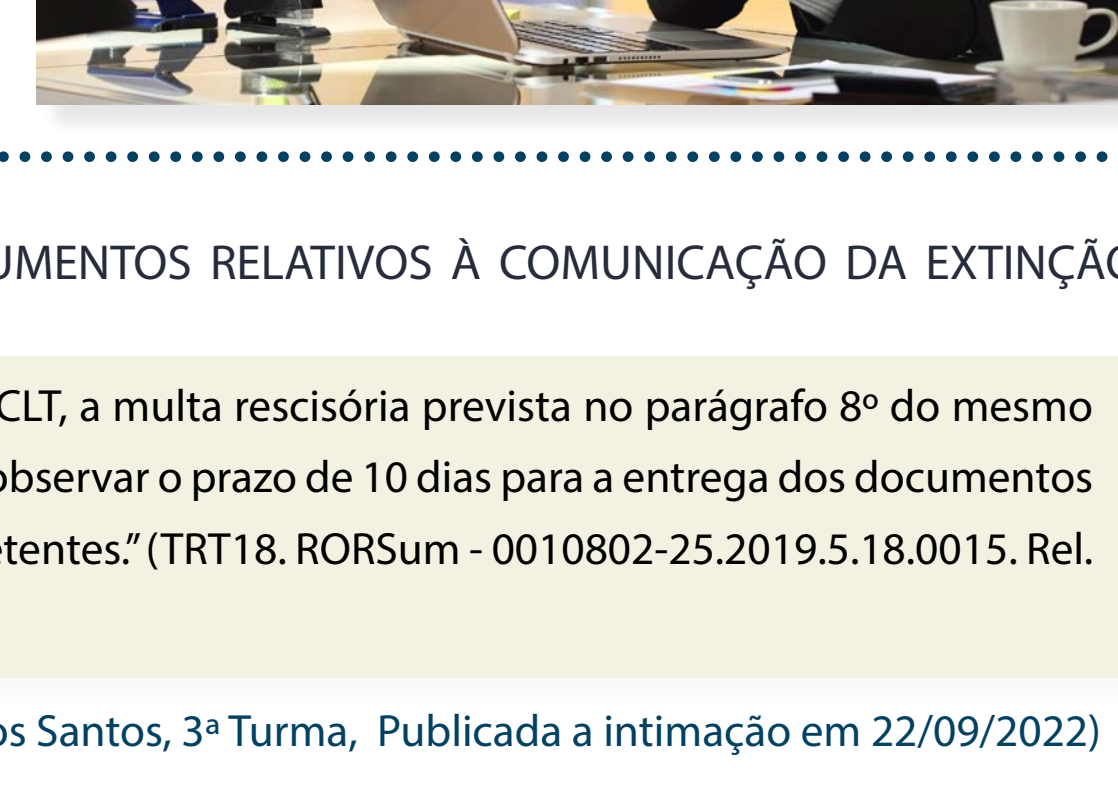 UMENTOS RELATIVOS À COMUNICAÇÃO DA EXTINÇÃO
CLT, a multa rescisória prevista no parágrafo 8º do mesmo
observar o prazo de 10 dias para a entrega dos documentos
etentes.” (TRT18. RORSum - 0010802-25.2019.5.18.0015. Rel.
os Santos, 3ª Turma, Publicada a intimação em 22/09/2022)